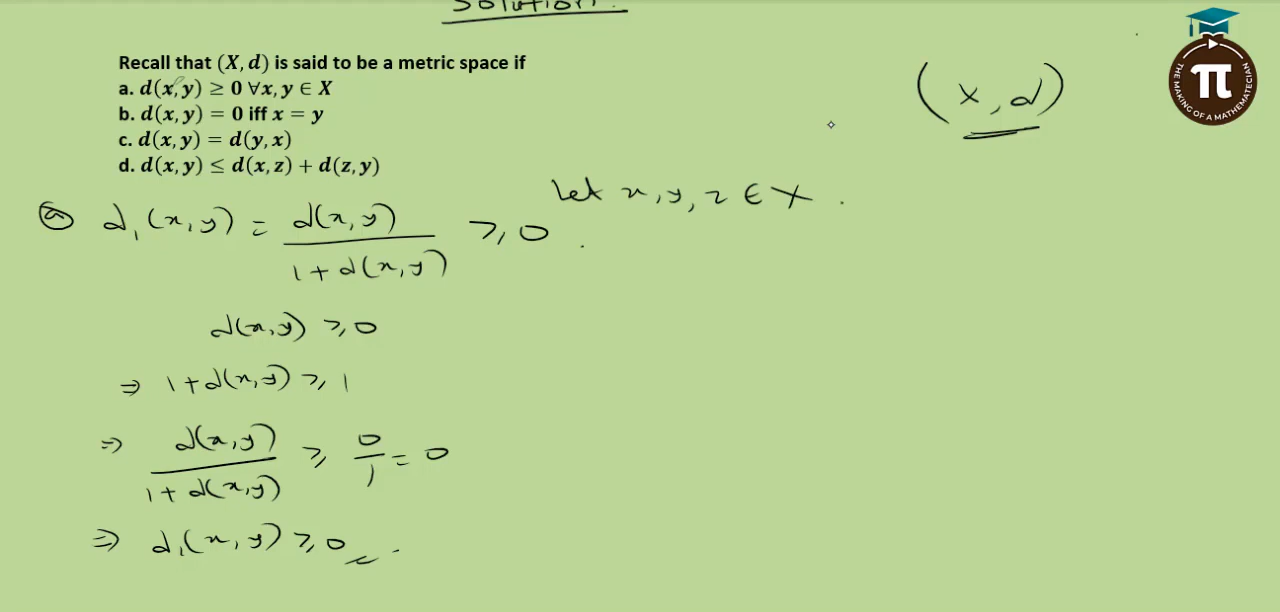 Solution.
Recall that (X, d) is said to be a metric space if
a. d(x, y) ≥ 0 ∀x, y ∈ X
b. d(x, y) = 0 iff x = y
c. d(x, y) = d(y, x)
d. d(x, y) ≤ d(x, z) + d(z, y)
(X, d)
THE MAKING OF A MATHEMATECIAN
π
Let x, y, z ∈ X.
ⓐ d₁(x, y) = d(x, y) / 1 + d(x, y) ≥ 0.
d(x, y) ≥ 0
⇒ 1 + d(x, y) ≥ 1
⇒ d(x, y) / 1 + d(x, y) ≥ 0/1 = 0
⇒ d₁(x, y) ≥ 0